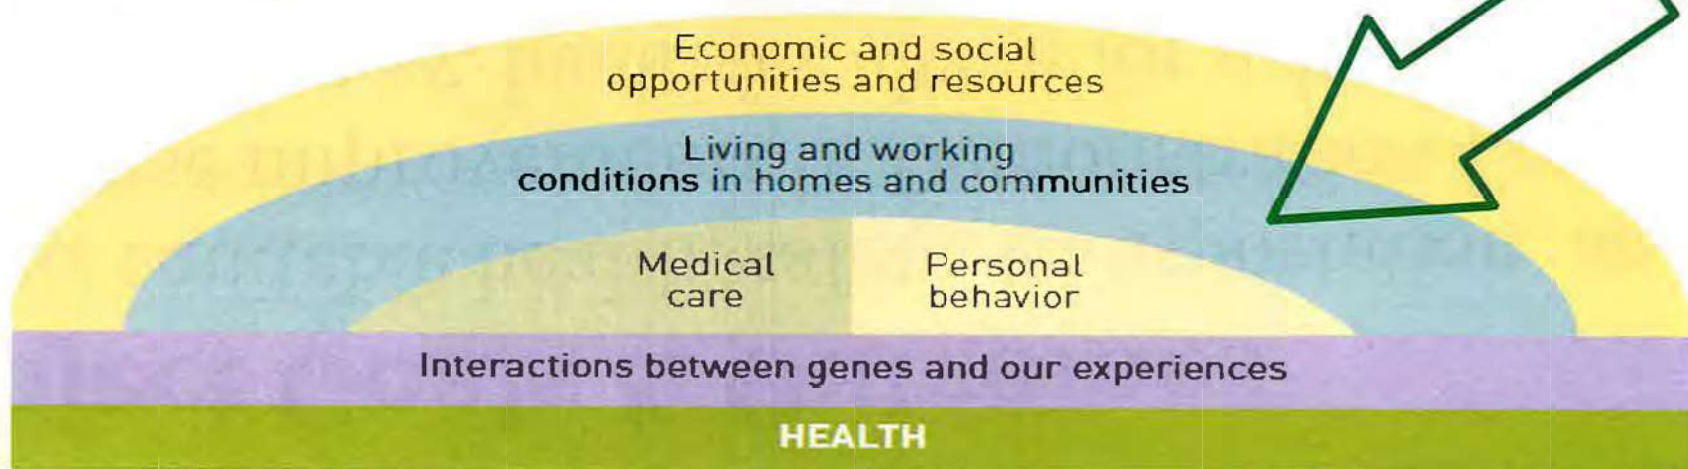 Economic and social
opportunities and resources
Living and working
conditions in homes and communities
Medical
care
Personal
behavior
Interactions between genes and our experiences
HEALTH